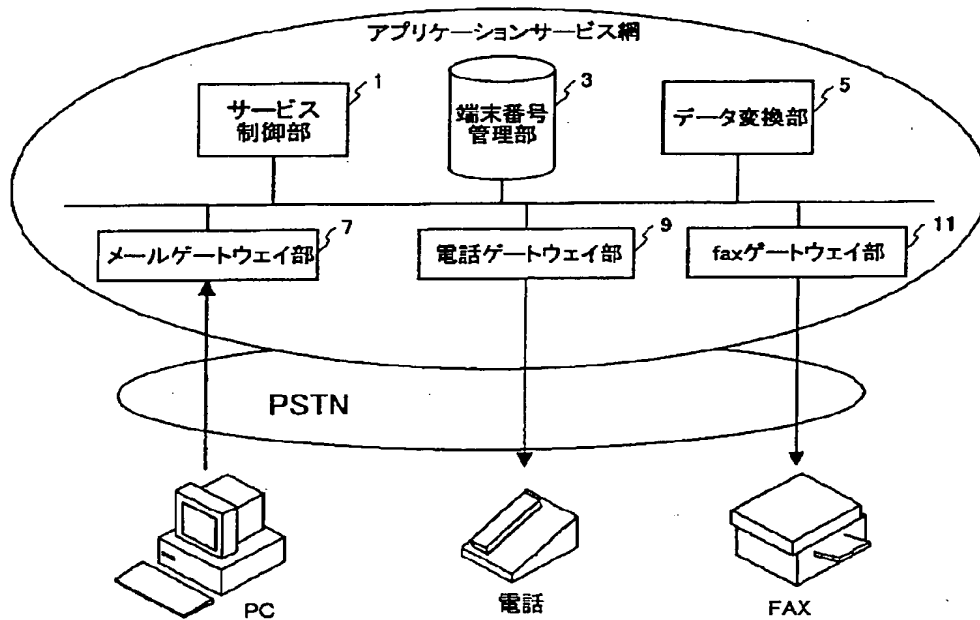 アプリケーションサービス網
サービス
制御部
1
端末番号
管理部
3
データ変換部
5
メールゲートウェイ部
7
電話ゲートウェイ部
9
faxゲートウェイ部
11
PSTN
PC
電話
FAX